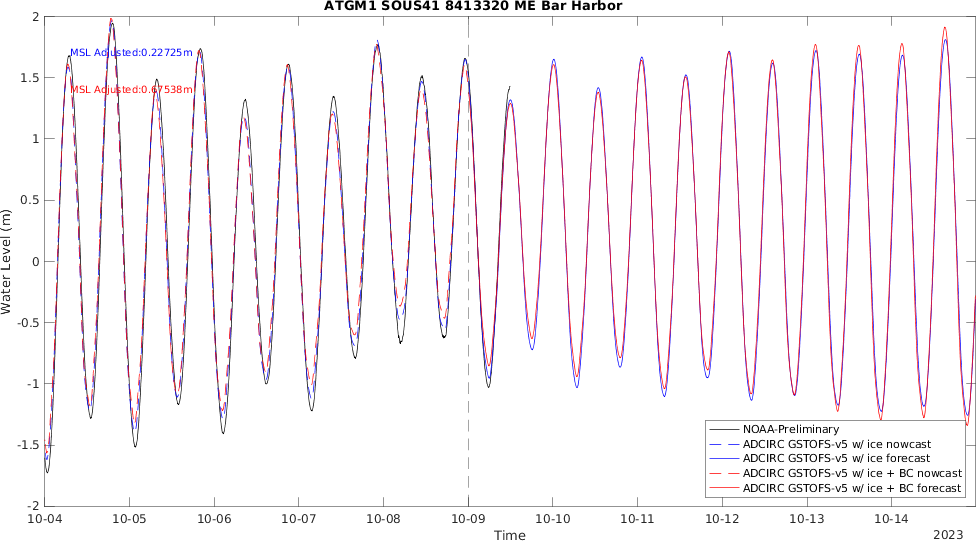 ATGM1 SOUS41 8413320 ME Bar Harbor
2
1.5
1
0.5
0
-0.5
-1
-1.5
-2
Water Level (m)
MSL Adjusted:0.22725m
MSL Adjusted:0.67538m
NOAA-Preliminary
ADCIRC GSTOFS-v5 w/ ice nowcast
ADCIRC GSTOFS-v5 w/ ice forecast
ADCIRC GSTOFS-v5 w/ ice + BC nowcast
ADCIRC GSTOFS-v5 w/ ice + BC forecast
10-04 10-05 10-06 10-07 10-08 10-09 10-10 10-11 10-12 10-13 10-14
Time
2023